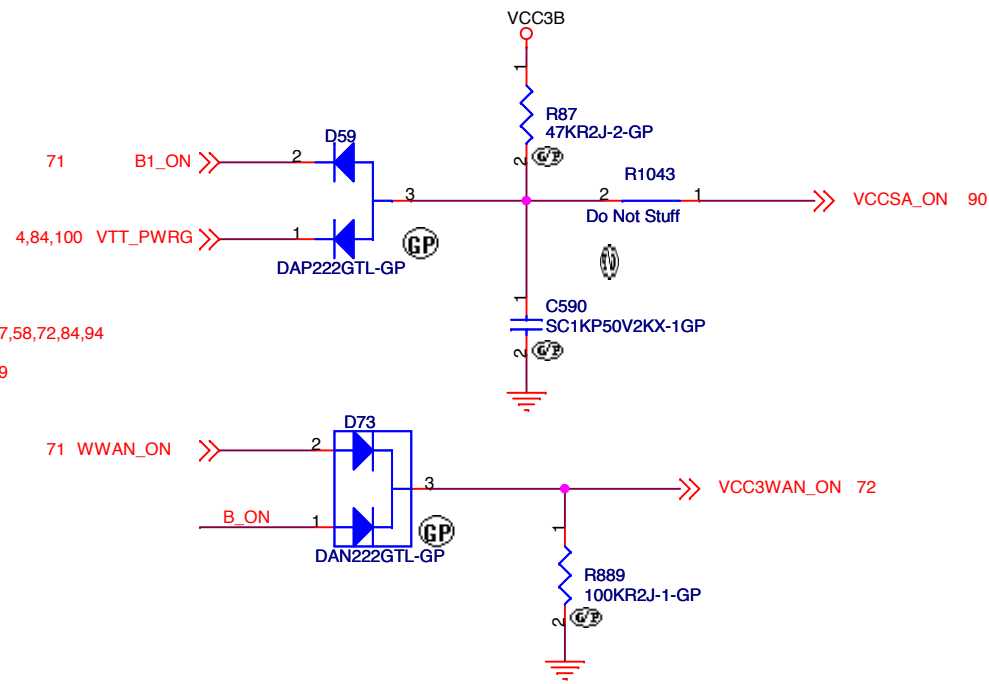 VCC3B
1
R87
47KR2J-2-GP
2
G/P
D59
71 B1_ON
2
3
4,84,100 VTT_PWRG
1
DAP222GTL-GP
GP
R1043
2
1
Do Not Stuff
VCCSA_ON 90
1
C590
SC1KP50V2KX-1GP
2
G/P
7,58,72,84,94
9
D73
71 WWAN_ON
2
B_ON
1
3
DAN222GTL-GP
GP
VCC3WAN_ON 72
1
R889
100KR2J-1-GP
2
G/P